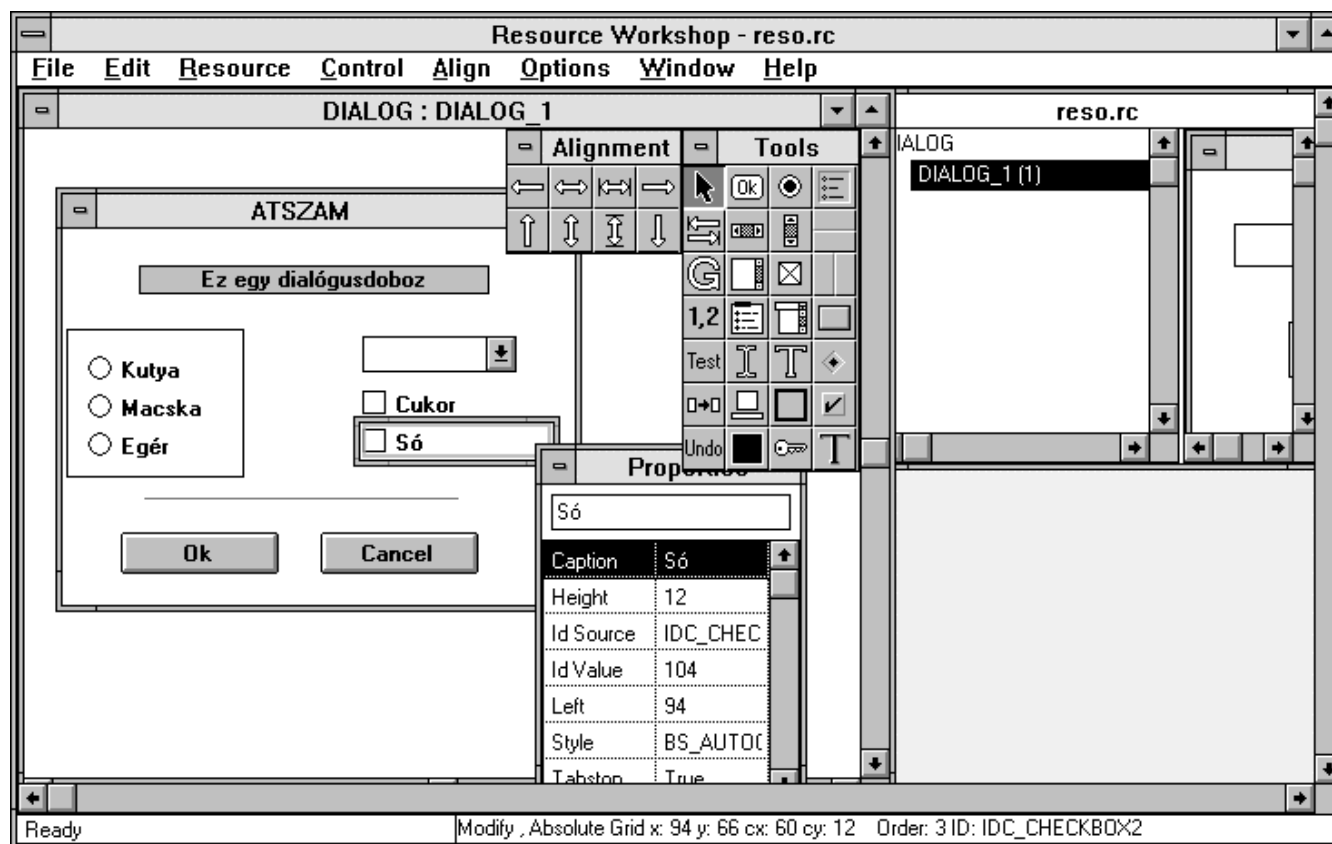 Resource Workshop - reso.rc
File Edit Resource Control Align Options Window Help
DIALOG : DIALOG_1
reso.rc
Alignment
Tools
DIALOG_1 (1)
ATSZAM
Ok
Ez egy dialógusdoboz
1,2
Kutya
Macska
Egér
Test
Cukor
Só
Undo
T
Só
Ok
Cancel
Caption Só
Height 12
Id Source IDC_CHEC
Id Value 104
Left 94
Style BS_AUTOC
Tabstop True
Ready
Modify , Absolute Grid x: 94 y: 66 cx: 60 cy: 12 Order: 3 ID: IDC_CHECKBOX2